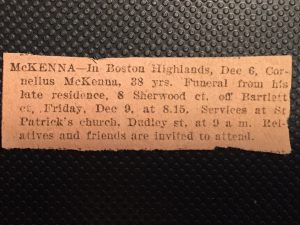 McKENNA—In Boston Highlands, Dec 6, Cor-
nelius McKenna, 38 yrs. Funeral from his
late residence, 8 Sherwood ct. off Bartlett
ct, Friday, Dec 9, at 8.15. Services at St
Patrick's church, Dudley st, at 9 a m. Rel-
atives and friends are invited to attend.